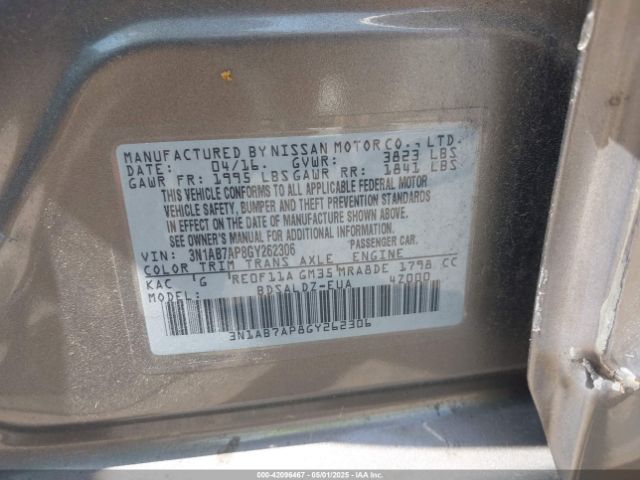 MANUFACTURED BY NISSAN MOTOR CO., LTD.
DATE: 04/16. GVWR: 3823 LBS
GAWR FR: 1995 LBS GAWR RR: 1841 LBS
THIS VEHICLE CONFORMS TO ALL APPLICABLE FEDERAL MOTOR
VEHICLE SAFETY, BUMPER AND THEFT PREVENTION STANDARDS
IN EFFECT ON THE DATE OF MANUFACTURE SHOWN ABOVE.
SEE OWNER'S MANUAL FOR ADDITIONAL INFORMATION.
VIN: 3N1AB7AP8GY262306 PASSENGER CAR.
COLOR TRIM TRANS AXLE ENGINE
KAC G RE0F11A GM35 MRA8DE 1798 CC
MODEL: BDSALDZ-EUA 4Z000
3N1AB7AP8GY262306
000-42096467 - 05/01/2025 - IAAI.COM